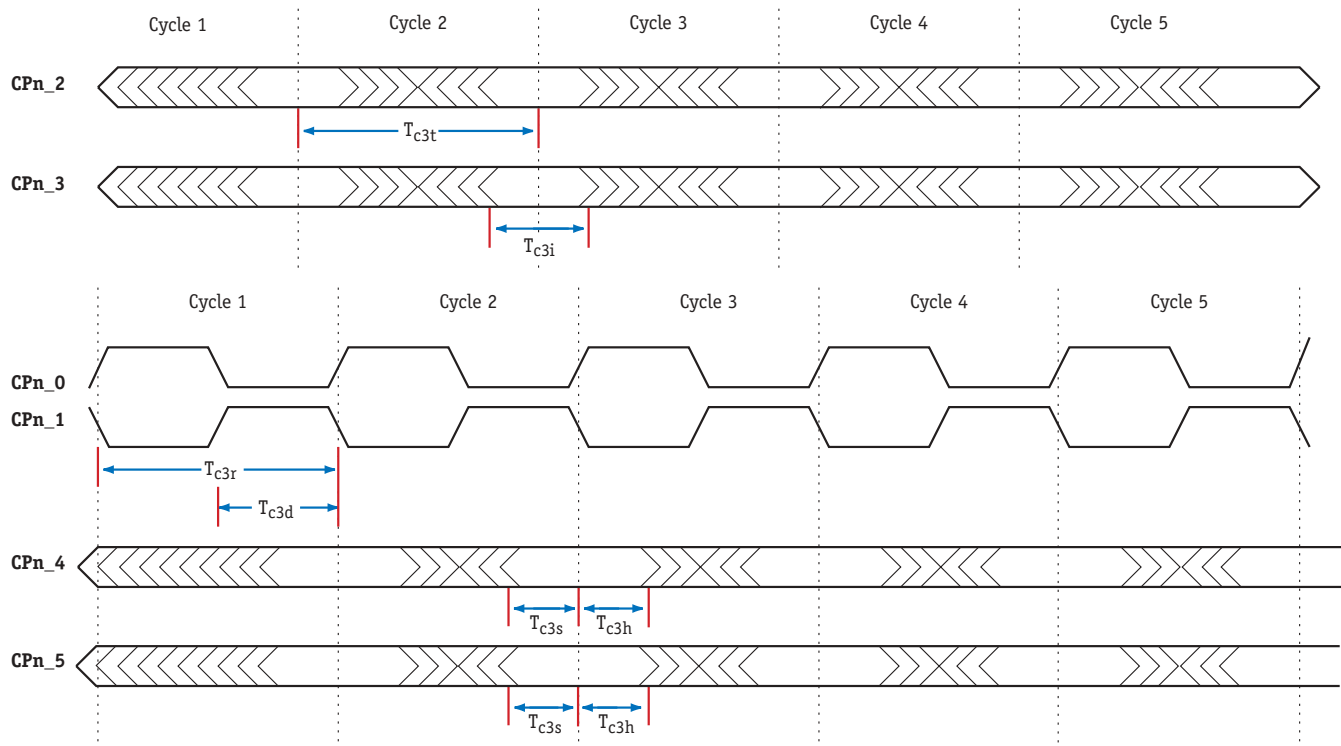 Cycle 1 Cycle 2 Cycle 3 Cycle 4 Cycle 5
CPn_2
Tc3t
CPn_3
Tc3i
Cycle 1 Cycle 2 Cycle 3 Cycle 4 Cycle 5
CPn_0
CPn_1
Tc3r
Tc3d
CPn_4
Tc3s Tc3h
CPn_5
Tc3s Tc3h